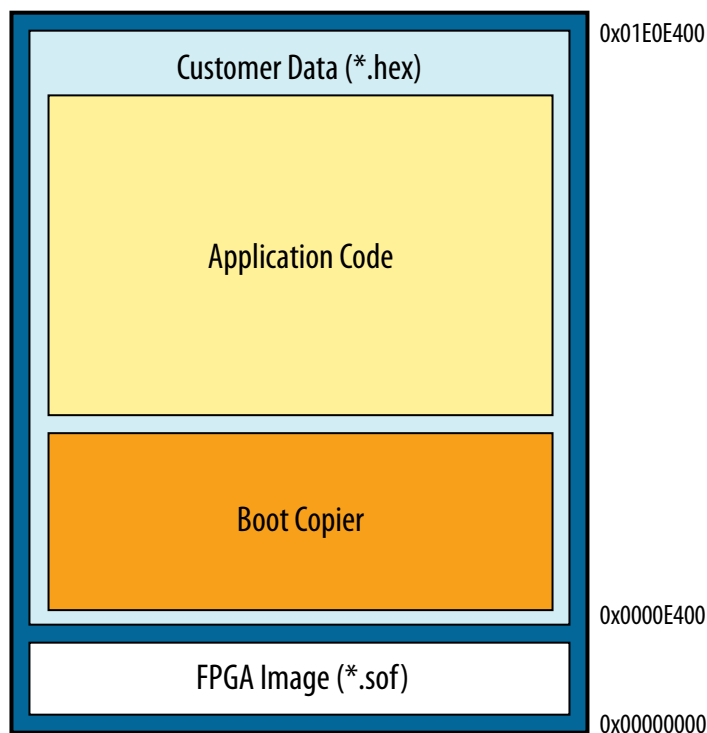 0x01E0E400
Customer Data (*.hex)
Application Code
Boot Copier
0x0000E400
FPGA Image (*.sof)
0x00000000